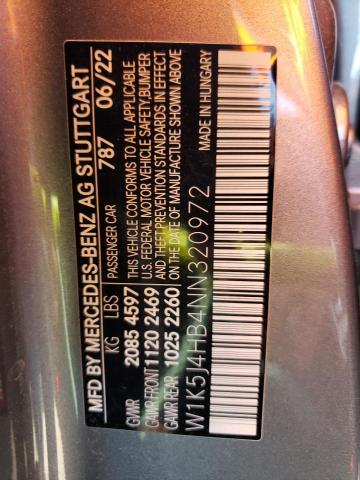 MFD BY MERCEDES-BENZ AG STUTTGART
PASSENGER CAR 787 06/22
KG LBS
GVWR 2085 4597
GAWR FRONT 1120 2469
GAWR REAR 1025 2260
THIS VEHICLE CONFORMS TO ALL APPLICABLE
U.S. FEDERAL MOTOR VEHICLE SAFETY,BUMPER
AND THEFT PREVENTION STANDARDS IN EFFECT
ON THE DATE OF MANUFACTURE SHOWN ABOVE
MADE IN HUNGARY
W1K5J4HB4NN320972